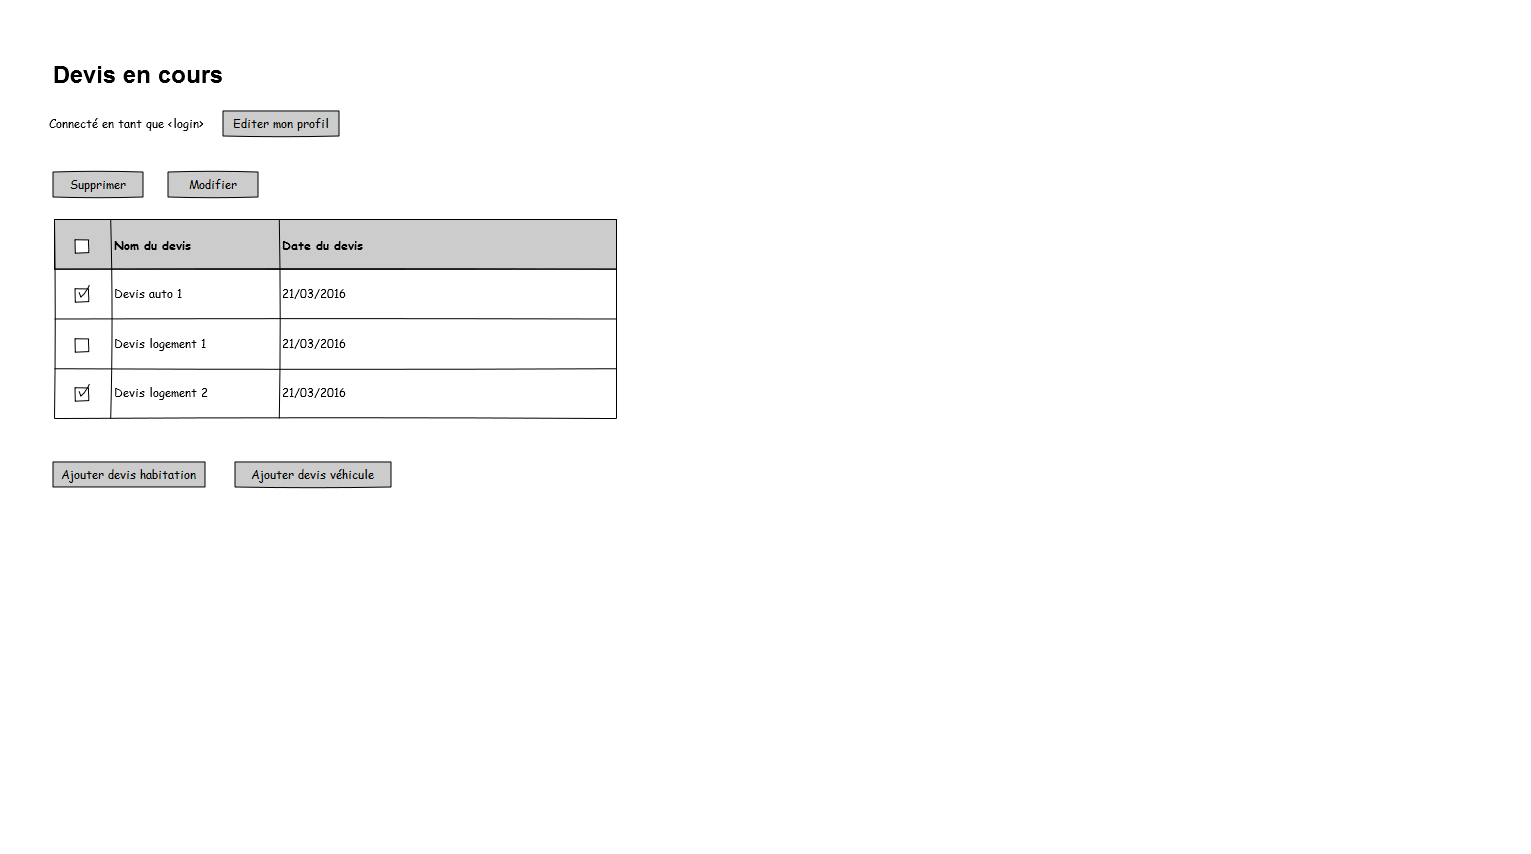 Devis en cours
Connecté en tant que <login> Editer mon profil
Supprimer Modifier
Nom du devis Date du devis
Devis auto 1 21/03/2016
Devis logement 1 21/03/2016
Devis logement 2 21/03/2016
Ajouter devis habitation Ajouter devis véhicule